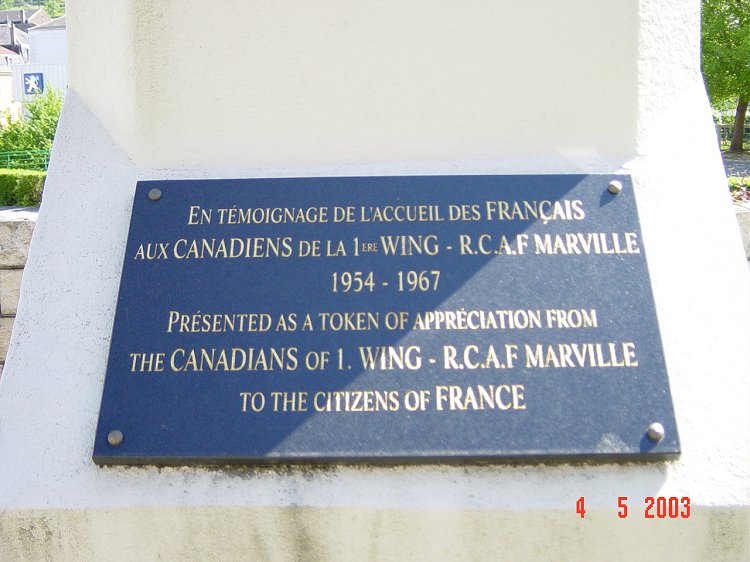 EN TÉMOIGNAGE DE L'ACCUEIL DES FRANÇAIS
AUX CANADIENS DE LA 1ERE WING - R.C.A.F MARVILLE
1954 - 1967
PRÉSENTED AS A TOKEN OF APPRÉCIATION FROM
THE CANADIANS OF 1. WING - R.C.A.F MARVILLE
TO THE CITIZENS OF FRANCE
4 5 2003